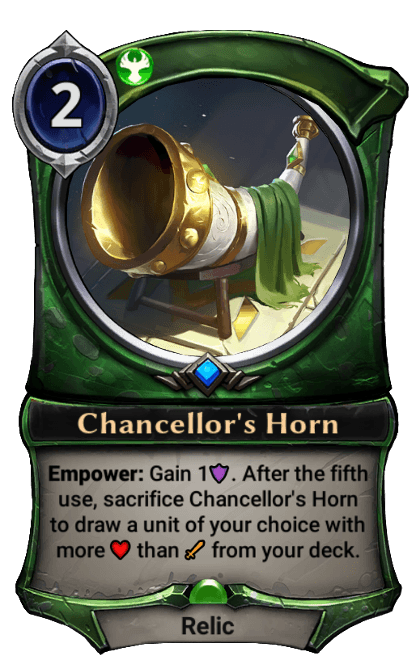 2
Chancellor's Horn
Empower: Gain 1. After the fifth
use, sacrifice Chancellor's Horn
to draw a unit of your choice with
more than from your deck.
Relic